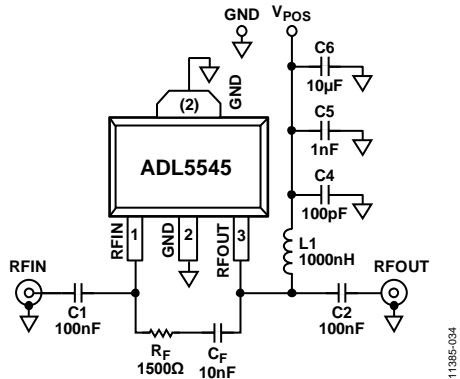 GND
VPOS
C6
10µF
GND
(2)
C5
1nF
ADL5545
C4
100pF
RFIN
1
GND
2
RFOUT
3
L1
1000nH
RFIN
RFOUT
C1
100nF
C2
100nF
RF
1500Ω
CF
10nF
11385-034